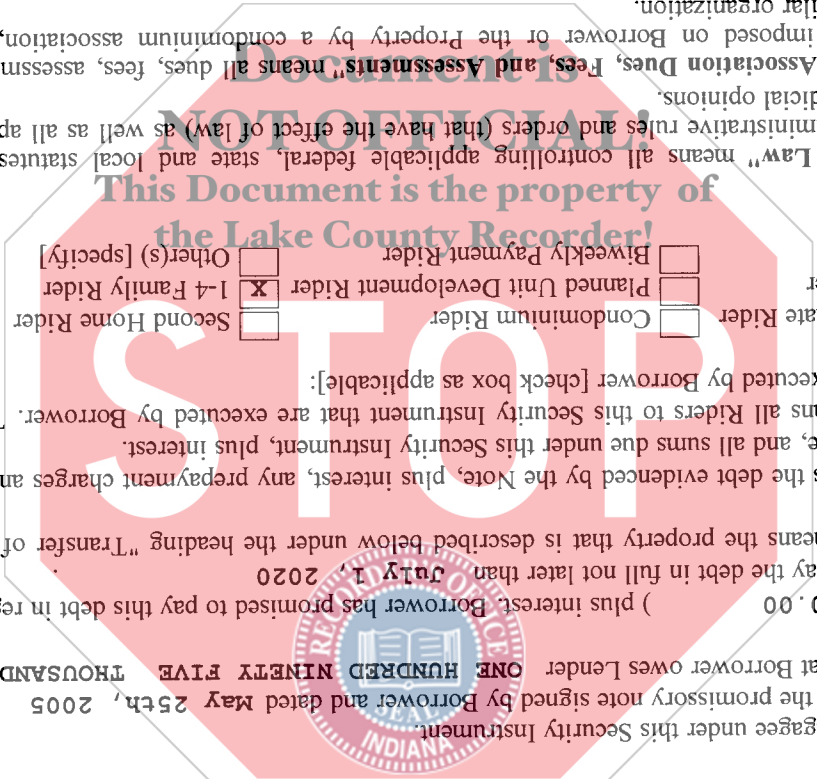 gagee under this Security Instrument.
the promissory note signed by Borrower and dated May 25th, 2005
at Borrower owes Lender ONE HUNDRED NINETY FIVE THOUSAND
0.00 ) plus interest. Borrower has promised to pay this debt in reg
ay the debt in full not later than July 1, 2020 .
neans the property that is described below under the heading "Transfer of
s the debt evidenced by the Note, plus interest, any prepayment charges an
e, and all sums due under this Security Instrument, plus interest.
ans all Riders to this Security Instrument that are executed by Borrower.
xecuted by Borrower [check box as applicable]:
ate Rider Condominium Rider Second Home Rider
er Planned Unit Development Rider X 1-4 Family Rider
Biweekly Payment Rider Other(s) [specify]
Law" means all controlling applicable federal, state and local statutes
ministrative rules and orders (that have the effect of law) as well as all ap
dicial opinions.
Association Dues, Fees, and Assessments" means all dues, fees, assessm
imposed on Borrower or the Property by a condominium association,
ilar organization.
Document is
NOT OFFICIAL!
This Document is the property of
the Lake County Recorder!
STOP
SEAL
INDIANA